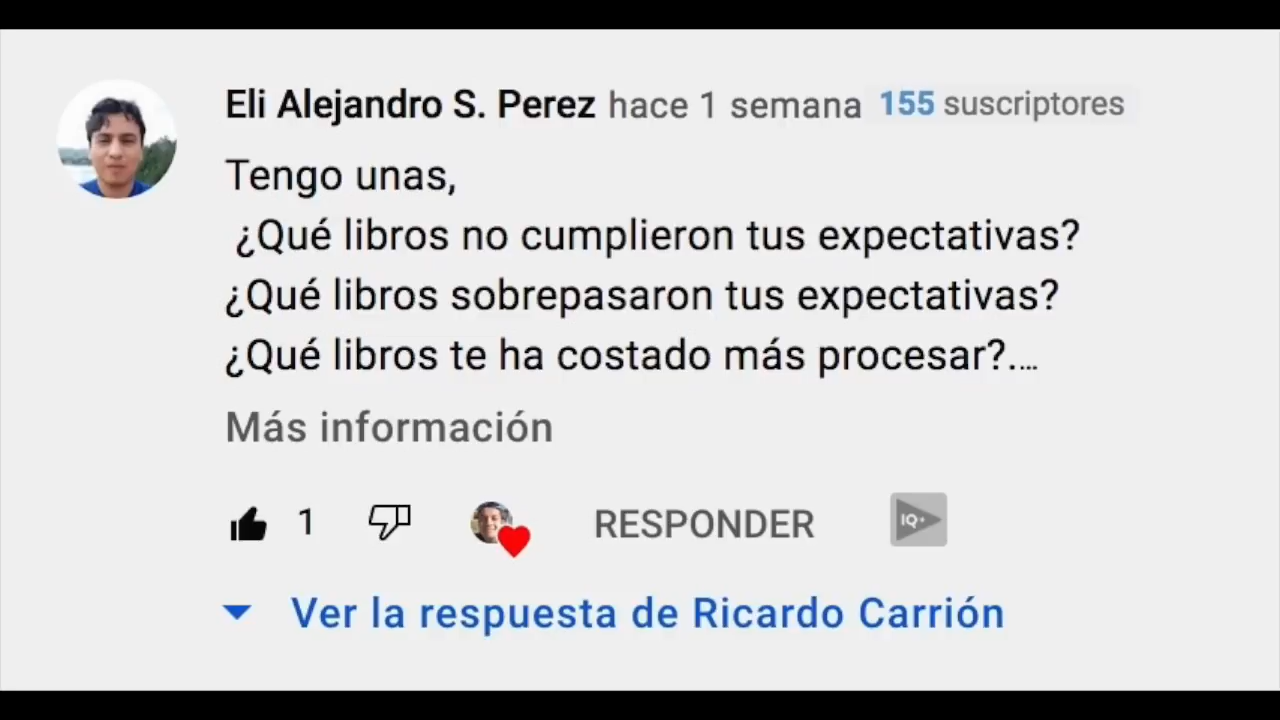 Eli Alejandro S. Perez hace 1 semana 155 suscriptores
Tengo unas,
¿Qué libros no cumplieron tus expectativas?
¿Qué libros sobrepasaron tus expectativas?
¿Qué libros te ha costado más procesar?....
Más información
1 RESPONDER IQ+
Ver la respuesta de Ricardo Carrión